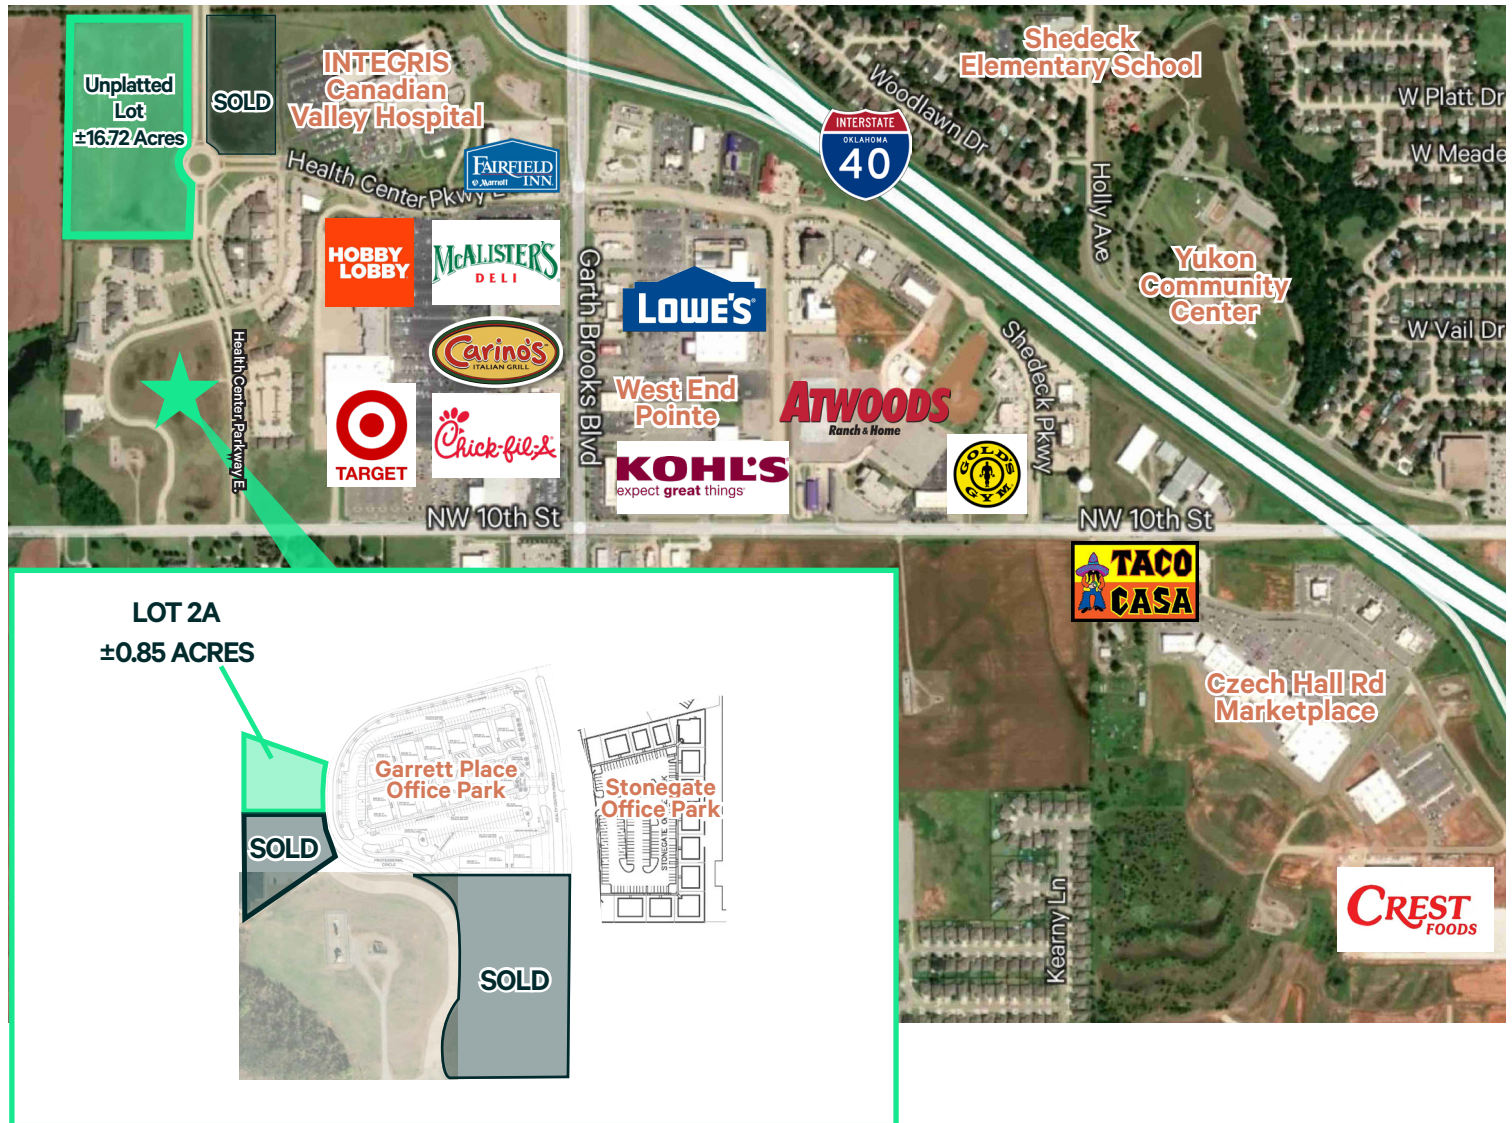 Unplatted
Lot
±16.72 Acres
SOLD
INTEGRIS
Canadian
Valley Hospital
Shedeck
Elementary School
Woodlawn Dr
W Platt Dr
INTERSTATE
OKLAHOMA
40
W Meade
FAIRFIELD
INN
Marriott
Health Center Pkwy E
Holly Ave
HOBBY
LOBBY
McALISTER'S
DELI
Garth Brooks Blvd
LOWE'S
Yukon
Community
Center
W Vail Dr
Health Center Parkway E.
Carino's
ITALIAN GRILL
Shedeck Pkwy
West End
Pointe
ATWOODS
Ranch & Home
TARGET
Chick-fil-A
KOHL'S
expect great things
GOLD'S
GYM
NW 10th St
NW 10th St
TACO
CASA
LOT 2A
±0.85 ACRES
Czech Hall Rd
Marketplace
Garrett Place
Office Park
Stonegate
Office Park
SOLD
PROFESSIONAL
CIRCLE
SOLD
Kearny Ln
CREST
FOODS